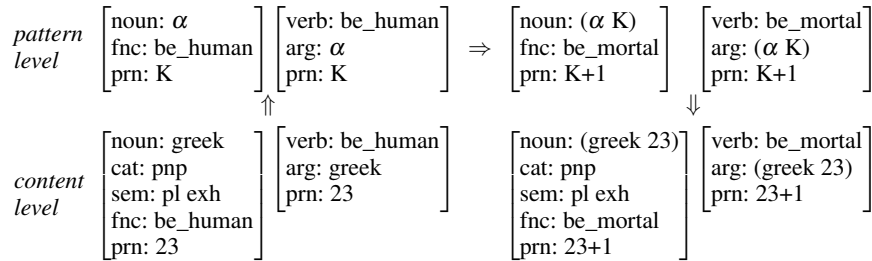 pattern level [noun: α fnc: be_human prn: K] [verb: be_human arg: α prn: K] ⇒ [noun: (α K) fnc: be_mortal prn: K+1] [verb: be_mortal arg: (α K) prn: K+1]
⇑ ⇓
content level [noun: greek cat: pnp sem: pl exh fnc: be_human prn: 23] [verb: be_human arg: greek prn: 23] [noun: (greek 23) cat: pnp sem: pl exh fnc: be_mortal prn: 23+1] [verb: be_mortal arg: (greek 23) prn: 23+1]